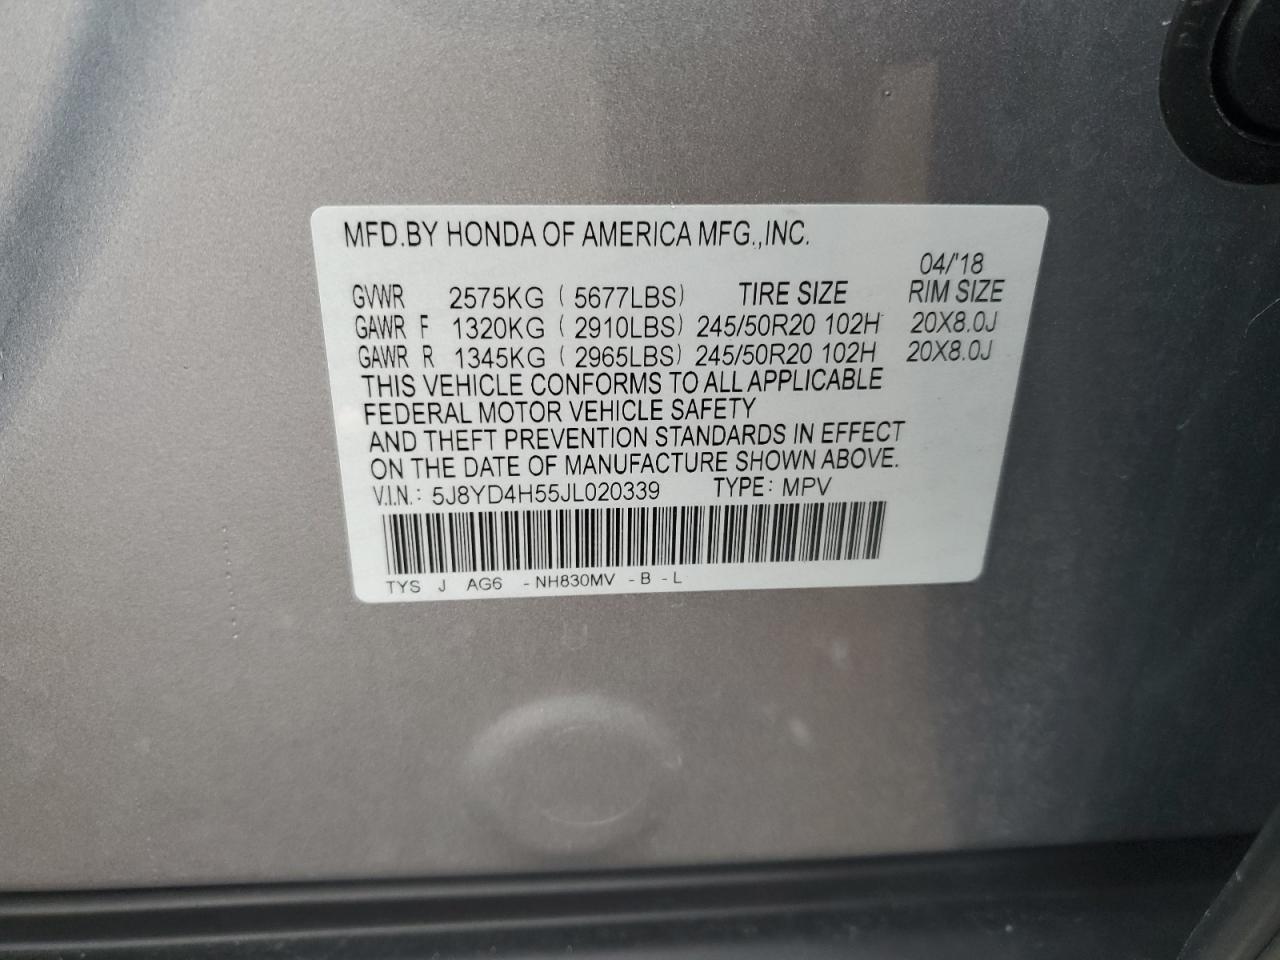 MFD.BY HONDA OF AMERICA MFG.,INC.
04/'18
GVWR 2575KG ( 5677LBS) TIRE SIZE RIM SIZE
GAWR F 1320KG ( 2910LBS) 245/50R20 102H 20X8.0J
GAWR R 1345KG ( 2965LBS) 245/50R20 102H 20X8.0J
THIS VEHICLE CONFORMS TO ALL APPLICABLE
FEDERAL MOTOR VEHICLE SAFETY
AND THEFT PREVENTION STANDARDS IN EFFECT
ON THE DATE OF MANUFACTURE SHOWN ABOVE.
V.I.N.: 5J8YD4H55JL020339 TYPE: MPV
TYS J AG6 - NH830MV - B - L